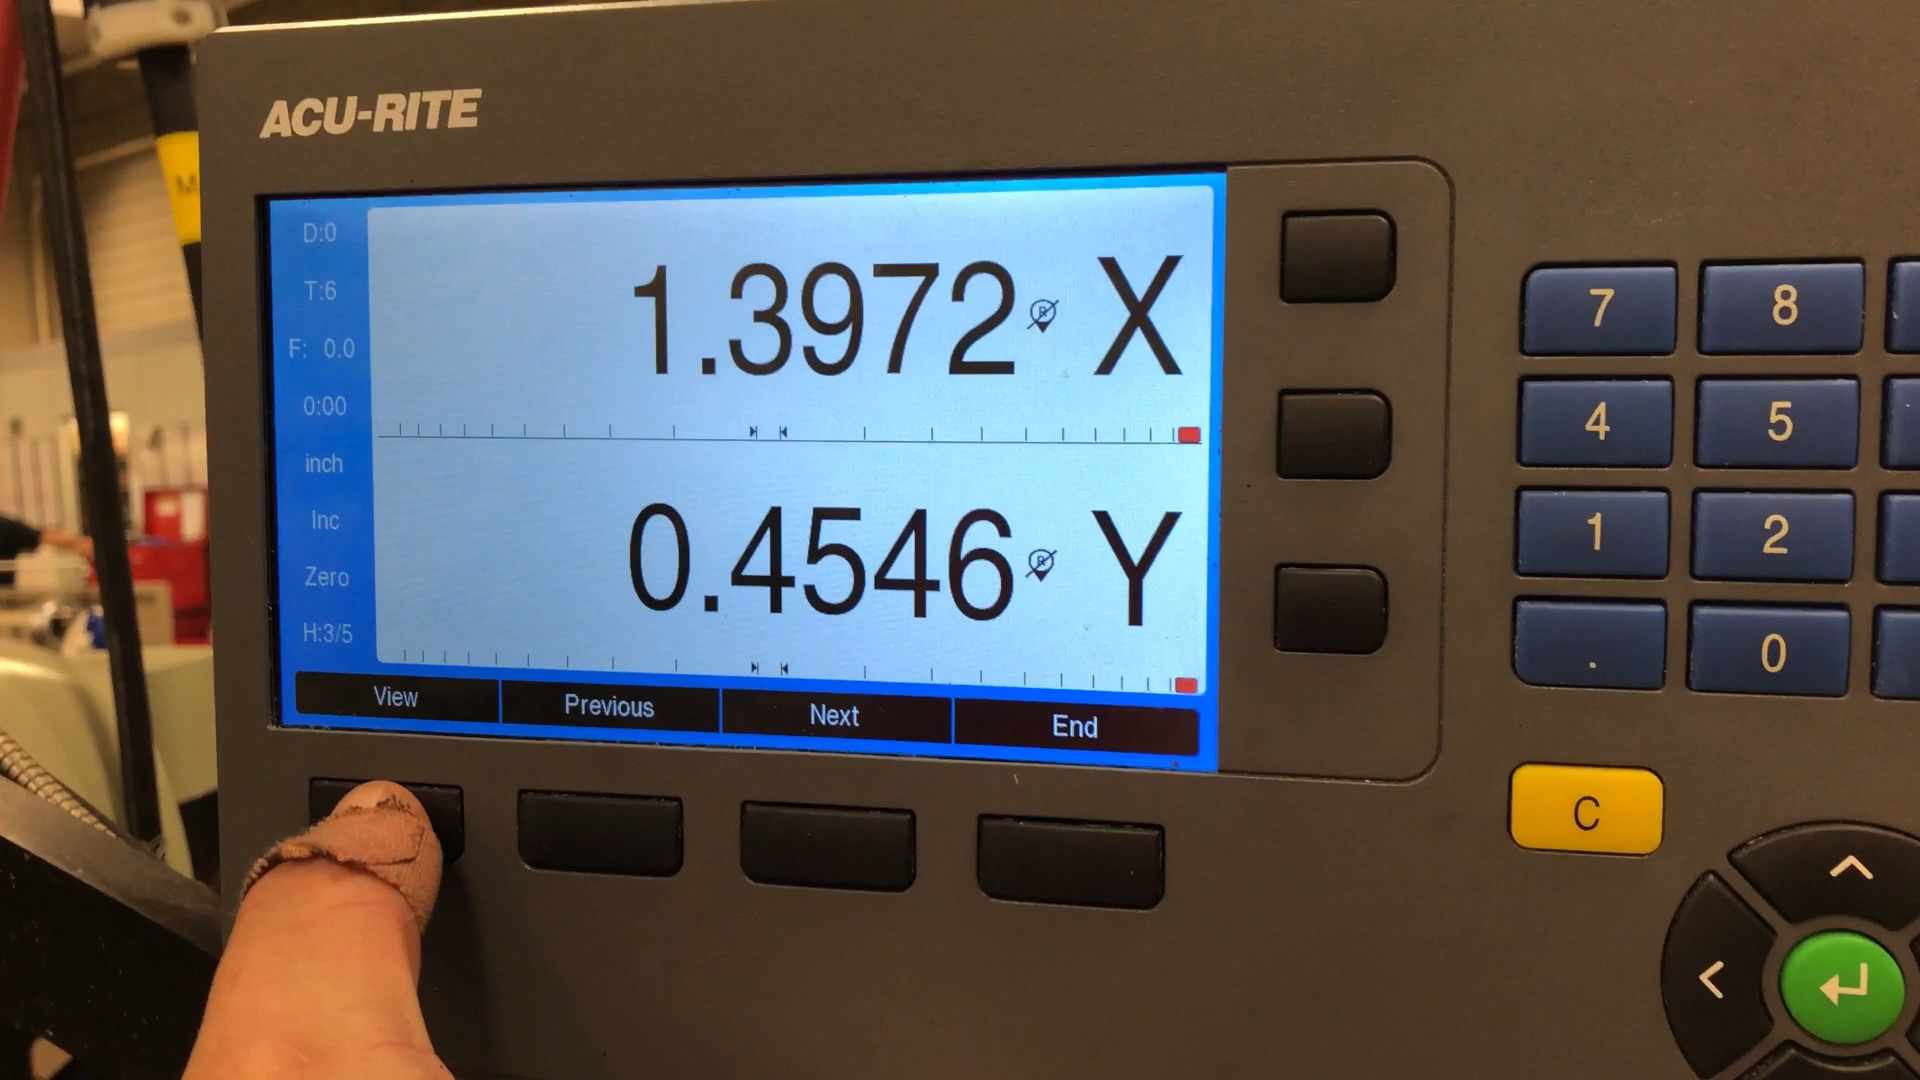 ACU-RITE
D:0
T:6
F: 0.0
0:00
inch
Inc
Zero
H:3/5
1.3972 X
0.4546 Y
View Previous Next End
7 8
4 5
1 2
. 0
C
M